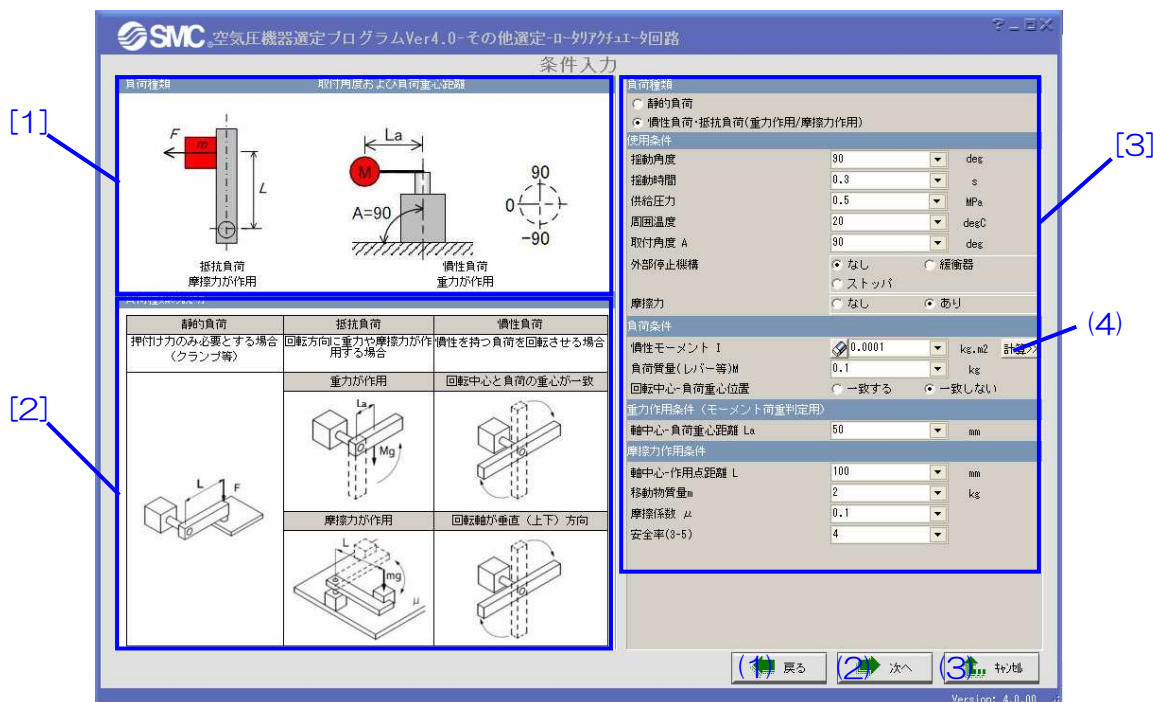 SMC 空気圧機器選定プログラムVer4.0-その他選定-ロータリアクチュエータ回路
条件入力
[1]
負荷種類 取付角度および負荷重心距離
F
m
L
La
M
A=90
90
0
-90
抵抗負荷
摩擦力が作用
慣性負荷
重力が作用
[2]
負荷種類の説明
静的負荷 抵抗負荷 慣性負荷
押付け力のみ必要とする場合(クランプ等)
回転方向に重力や摩擦力が作用する場合
慣性を持つ負荷を回転させる場合
重力が作用 回転中心と負荷の重心が一致
La
Mg
L
F
摩擦力が作用 回転軸が垂直(上下)方向
L
mg
μ
[3]
負荷種類
静的負荷
慣性負荷・抵抗負荷(重力作用/摩擦力作用)
使用条件
揺動角度 90 deg
揺動時間 0.3 s
供給圧力 0.5 MPa
周囲温度 20 degC
取付角度 A 90 deg
外部停止機構 なし 緩衝器
ストッパ
摩擦力 なし あり
負荷条件
(4)
慣性モーメント I 0.0001 kg.m2 計算>>
負荷質量(レバー等)M 0.1 kg
回転中心-負荷重心位置 一致する 一致しない
重力作用条件(モーメント荷重判定用)
軸中心-負荷重心距離 La 50 mm
摩擦力作用条件
軸中心-作用点距離 L 100 mm
移動物質量m 2 kg
摩擦係数 μ 0.1
安全率(3-5) 4
(1) 戻る (2) 次へ (3) キャンセル
Version: 4.0.00